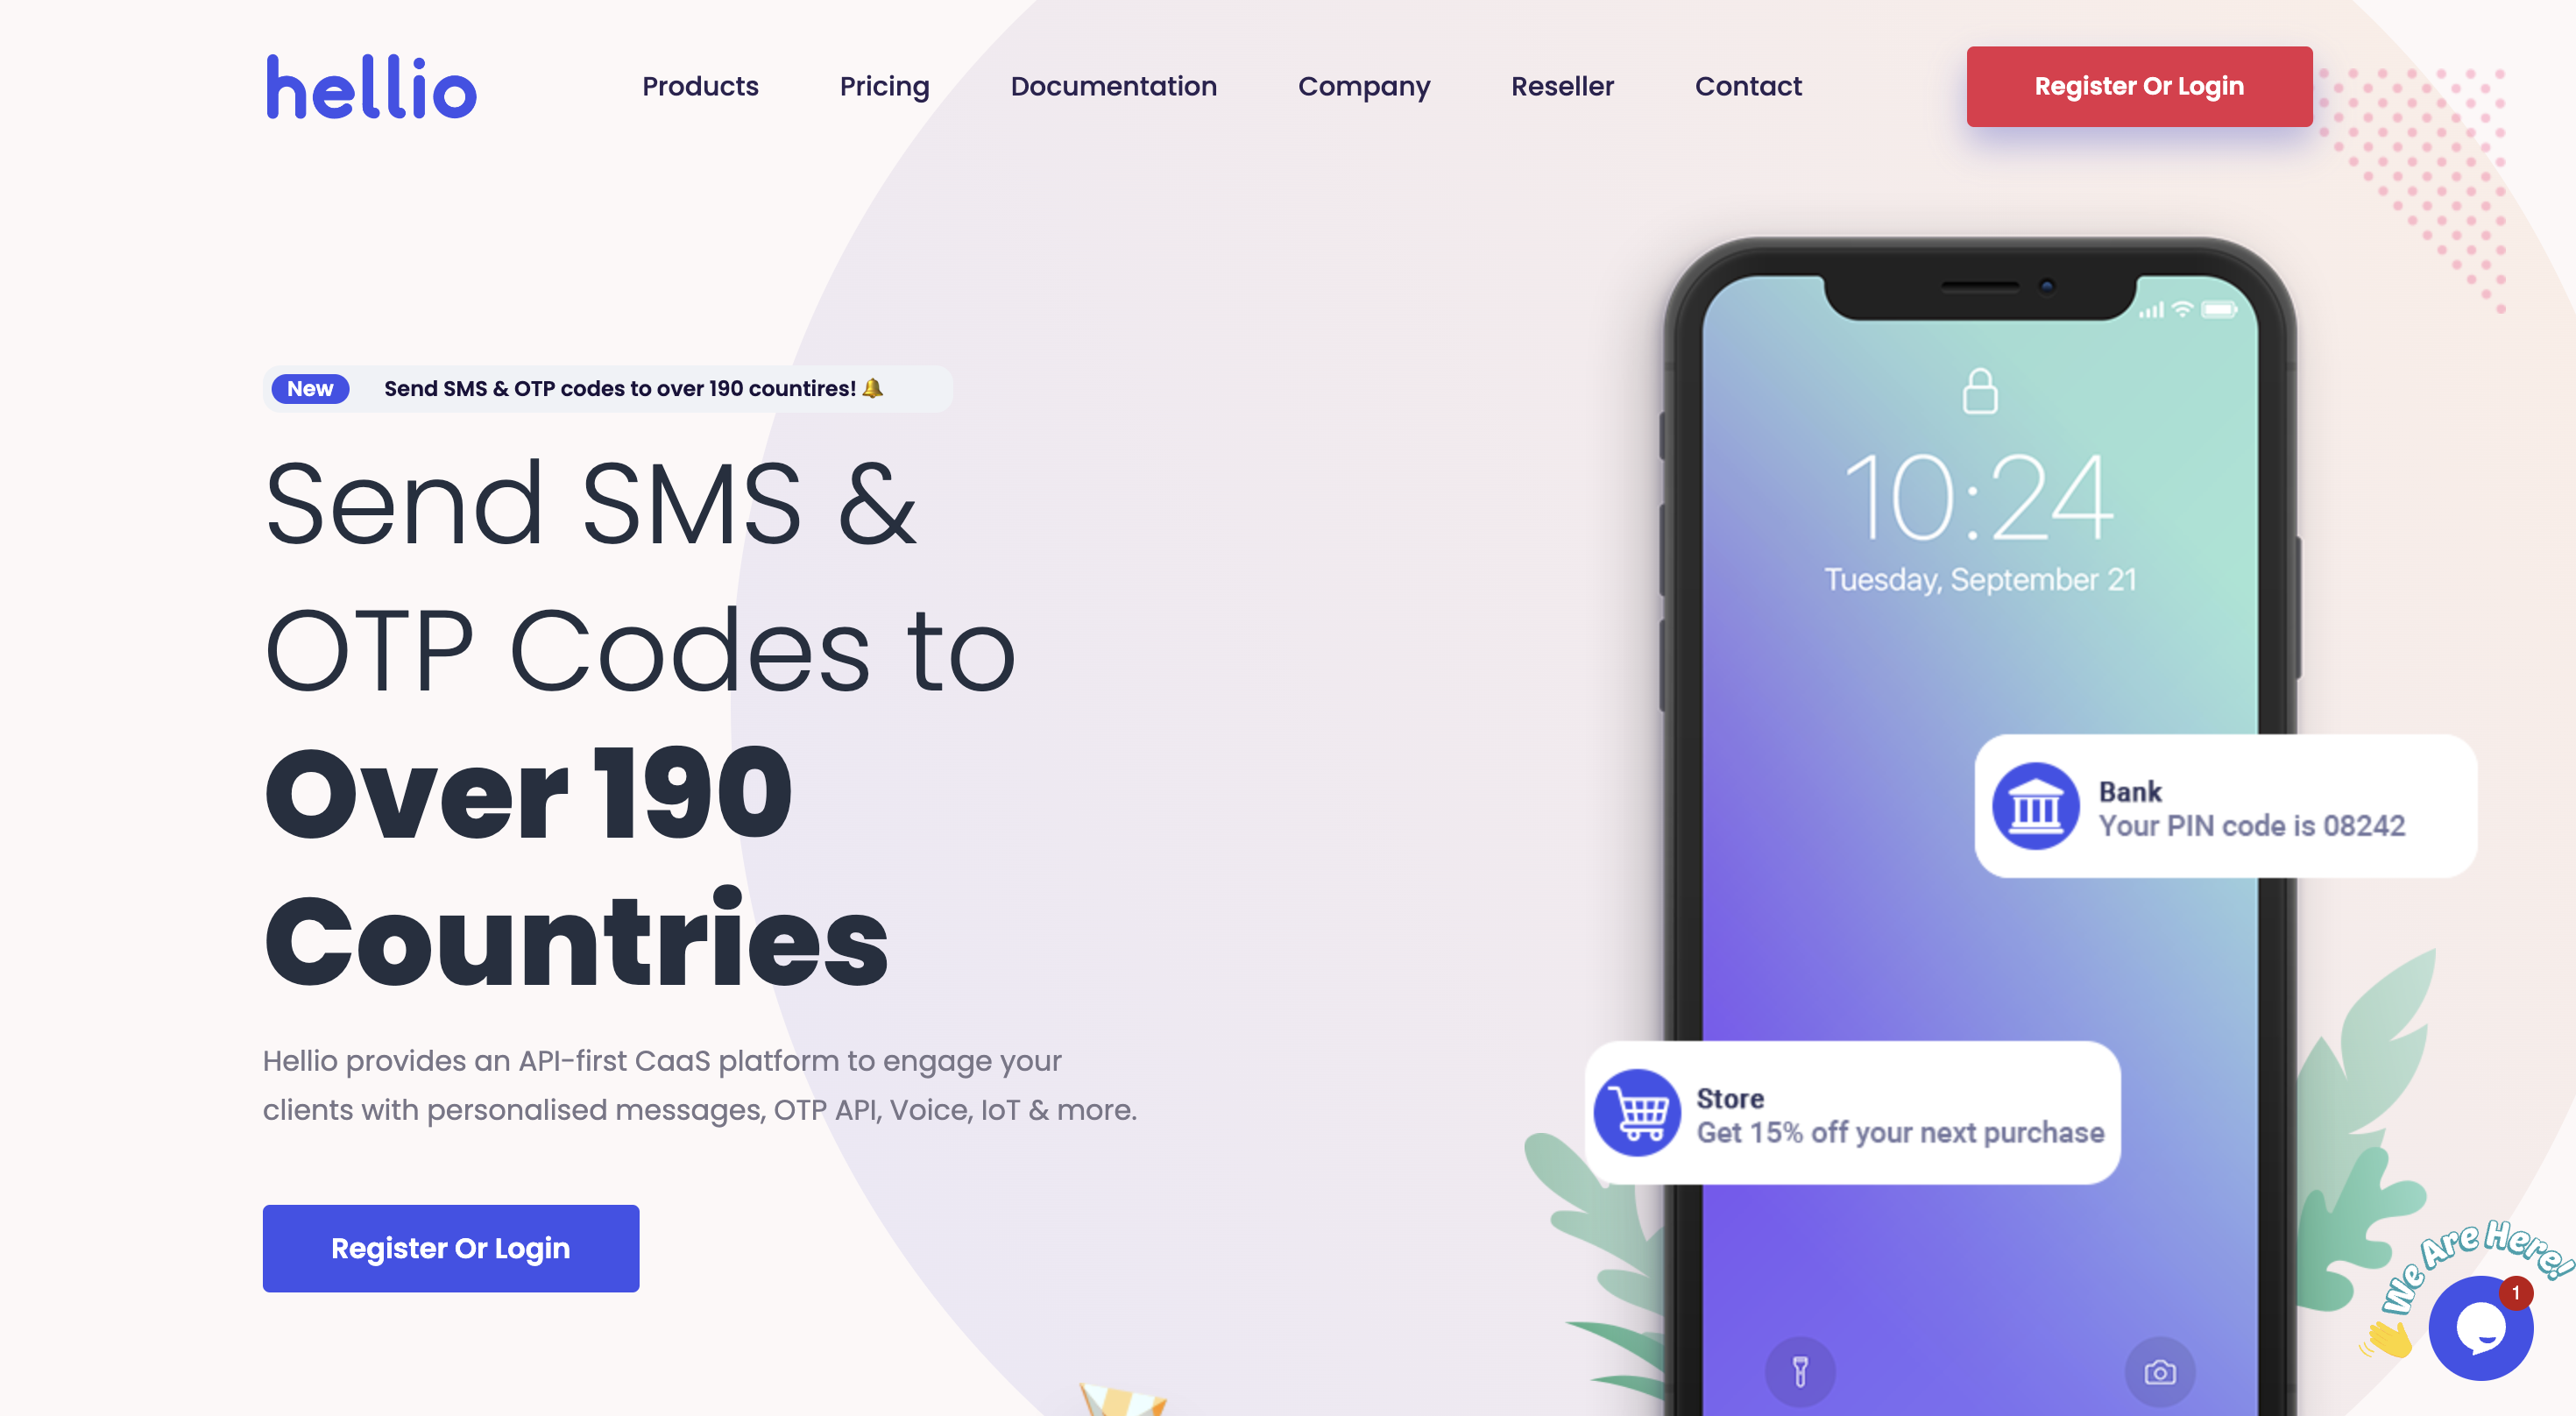 hellio
Products
Pricing
Documentation
Company
Reseller
Contact
Register Or Login
New
Send SMS & OTP codes to over 190 countires! 🔔
Send SMS &
OTP Codes to
Over 190
Countries
Hellio provides an API-first CaaS platform to engage your
clients with personalised messages, OTP API, Voice, IoT & more.
Register Or Login
10:24
Tuesday, September 21
Bank
Your PIN code is 08242
Store
Get 15% off your next purchase
We Are Here!
1